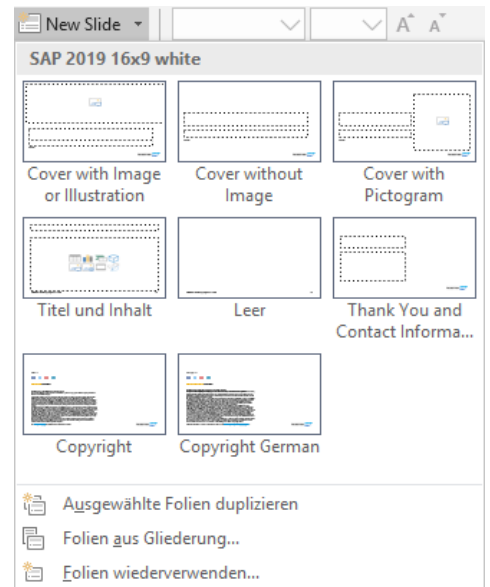 New Slide
A A
SAP 2019 16x9 white
Cover with Image
or Illustration
Cover without
Image
Cover with
Pictogram
Titel und Inhalt
Leer
Thank You and
Contact Informa...
Copyright
Copyright German
Ausgewählte Folien duplizieren
Folien aus Gliederung...
Folien wiederverwenden...